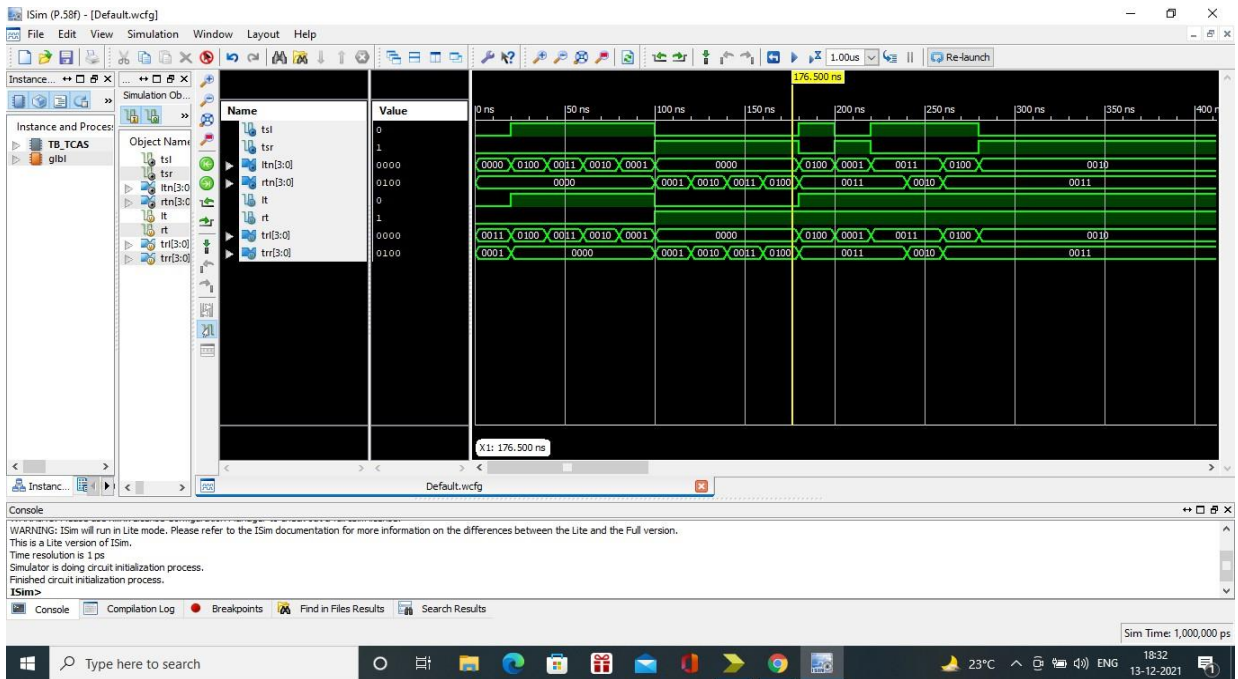 ISim (P.58f) - [Default.wcfg]
File Edit View Simulation Window Layout Help
1.00us Re-launch
Instance...
Instance and Process
TB_TCAS
glbl
Simulation Ob...
Object Name
tsl
tsr
ltn[3:0
rtn[3:0
lt
rt
trl[3:0]
trr[3:0]
176.500 ns
Name Value 0 ns 50 ns 100 ns 150 ns 200 ns 250 ns 300 ns 350 ns 400 n
tsl 0
tsr 1
ltn[3:0] 0000 0000 0100 0011 0010 0001 0000 0100 0001 0011 0100 0010
rtn[3:0] 0100 0000 0001 0010 0011 0100 0011 0010 0011
lt 0
rt 1
trl[3:0] 0000 0011 0100 0011 0010 0001 0000 0100 0001 0011 0100 0010
trr[3:0] 0100 0001 0000 0001 0010 0011 0100 0011 0010 0011
X1: 176.500 ns
Instanc... Default.wcfg
Console
WARNING: ISim will run in Lite mode. Please refer to the ISim documentation for more information on the differences between the Lite and the Full version.
This is a Lite version of ISim.
Time resolution is 1 ps
Simulator is doing circuit initialization process.
Finished circuit initialization process.
ISim>
Console Compilation Log Breakpoints Find in Files Results Search Results
Sim Time: 1,000,000 ps
Type here to search 23°C ENG 18:32
13-12-2021